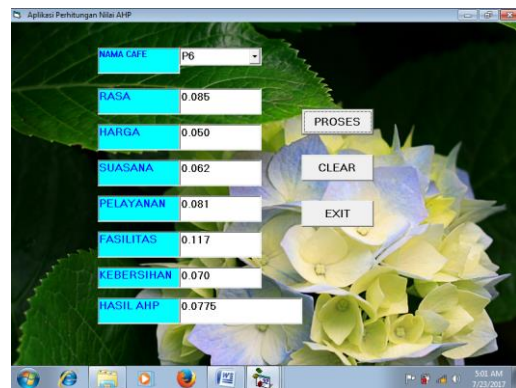 Aplikasi Perhitungan Nilai AHP
NAMA CAFE P6
RASA 0.085
HARGA 0.050
SUASANA 0.062
PELAYANAN 0.081
FASILITAS 0.117
KEBERSIHAN 0.070
HASIL AHP 0.0775
PROSES
CLEAR
EXIT
5:01 AM
7/23/2017